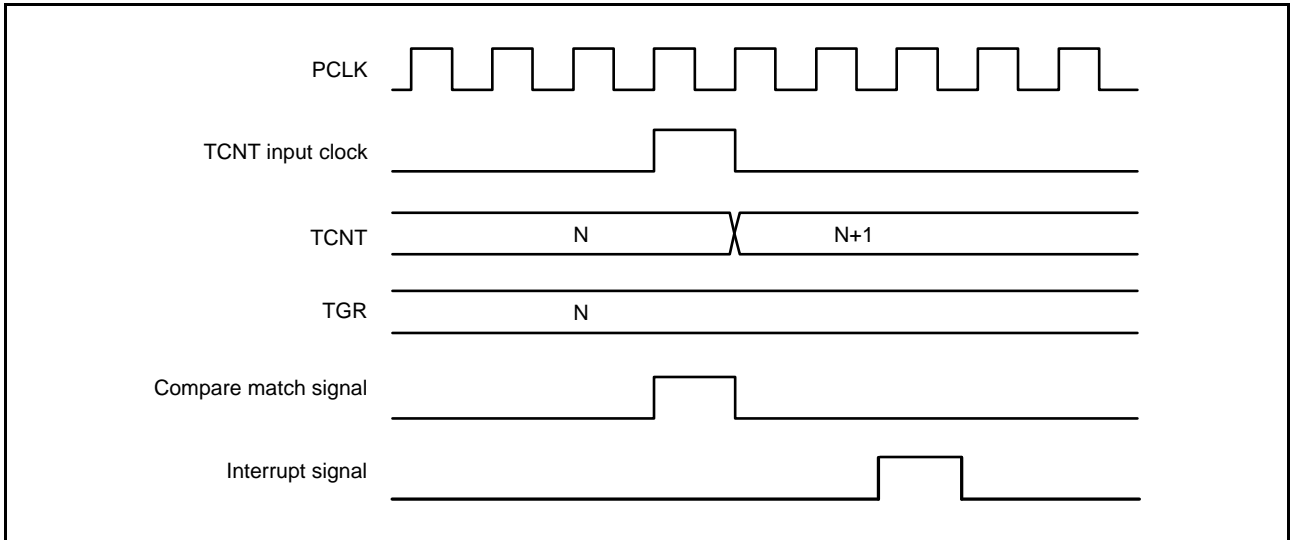 PCLK
TCNT input clock
TCNT
N
N+1
TGR
N
Compare match signal
Interrupt signal